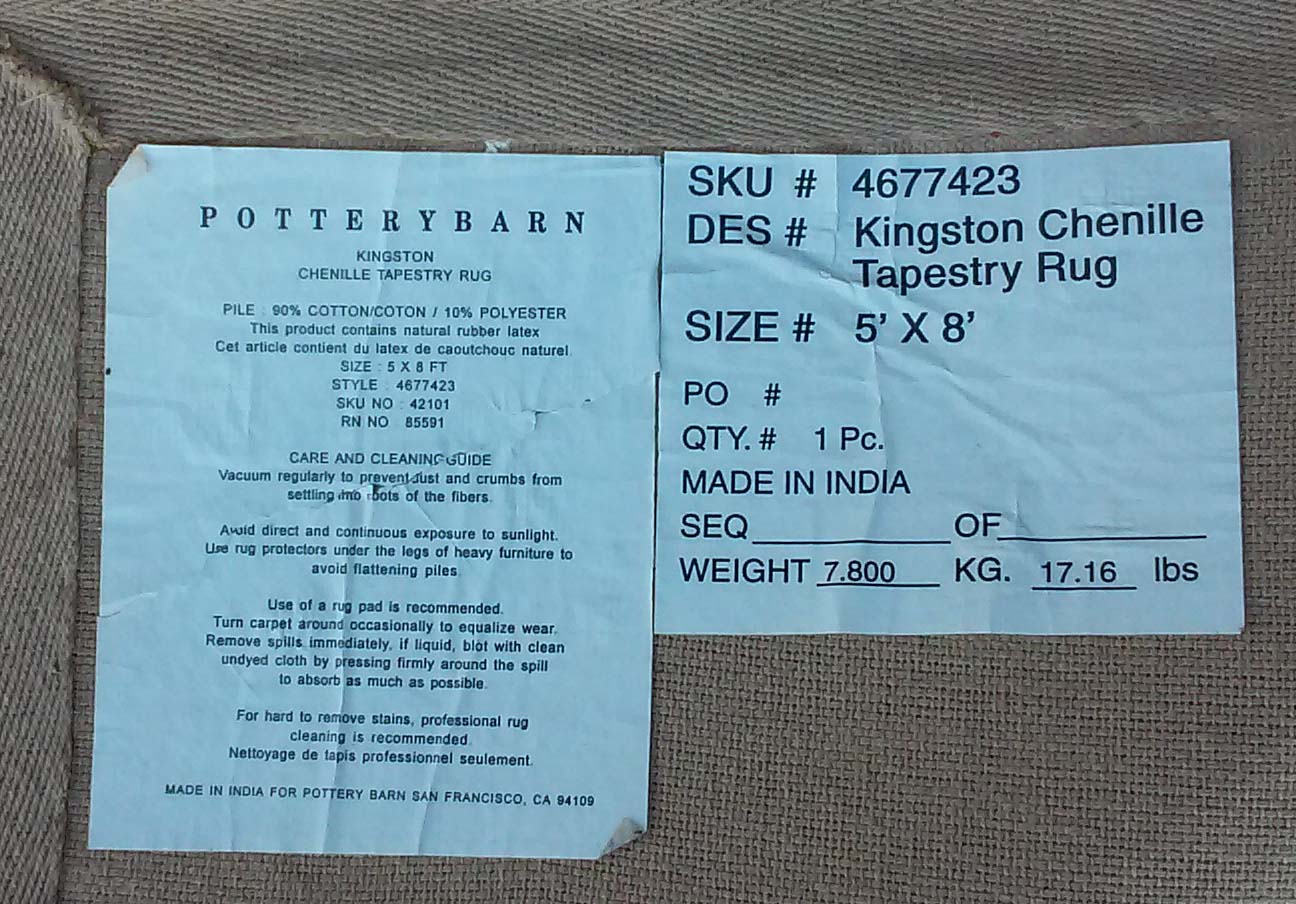 POTTERYBARN
KINGSTON
CHENILLE TAPESTRY RUG
PILE : 90% COTTON/COTON / 10% POLYESTER
This product contains natural rubber latex
Cet article contient du latex de caoutchouc naturel.
SIZE : 5 X 8 FT
STYLE : 4677423
SKU NO : 42101
RN NO 85591
CARE AND CLEANING GUIDE
Vacuum regularly to prevent dust and crumbs from
settling into roots of the fibers.
Avoid direct and continuous exposure to sunlight.
Use rug protectors under the legs of heavy furniture to
avoid flattening piles.
Use of a rug pad is recommended.
Turn carpet around occasionally to equalize wear.
Remove spills immediately, if liquid, blot with clean
undyed cloth by pressing firmly around the spill
to absorb as much as possible.
For hard to remove stains, professional rug
cleaning is recommended.
Nettoyage de tapis professionnel seulement.
MADE IN INDIA FOR POTTERY BARN SAN FRANCISCO, CA 94109
SKU # 4677423
DES # Kingston Chenille
Tapestry Rug
SIZE # 5' X 8'
PO #
QTY. # 1 Pc.
MADE IN INDIA
SEQ OF
WEIGHT 7.800 KG. 17.16 lbs